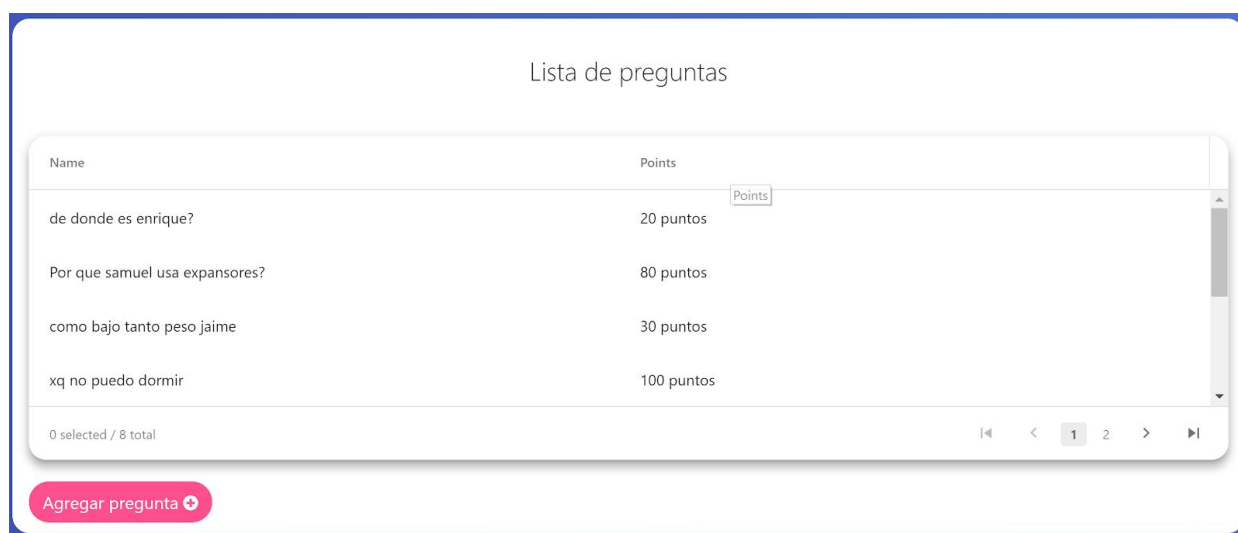 Lista de preguntas
Name Points
Points
de donde es enrique? 20 puntos
Por que samuel usa expansores? 80 puntos
como bajo tanto peso jaime 30 puntos
xq no puedo dormir 100 puntos
0 selected / 8 total 1 2
Agregar pregunta